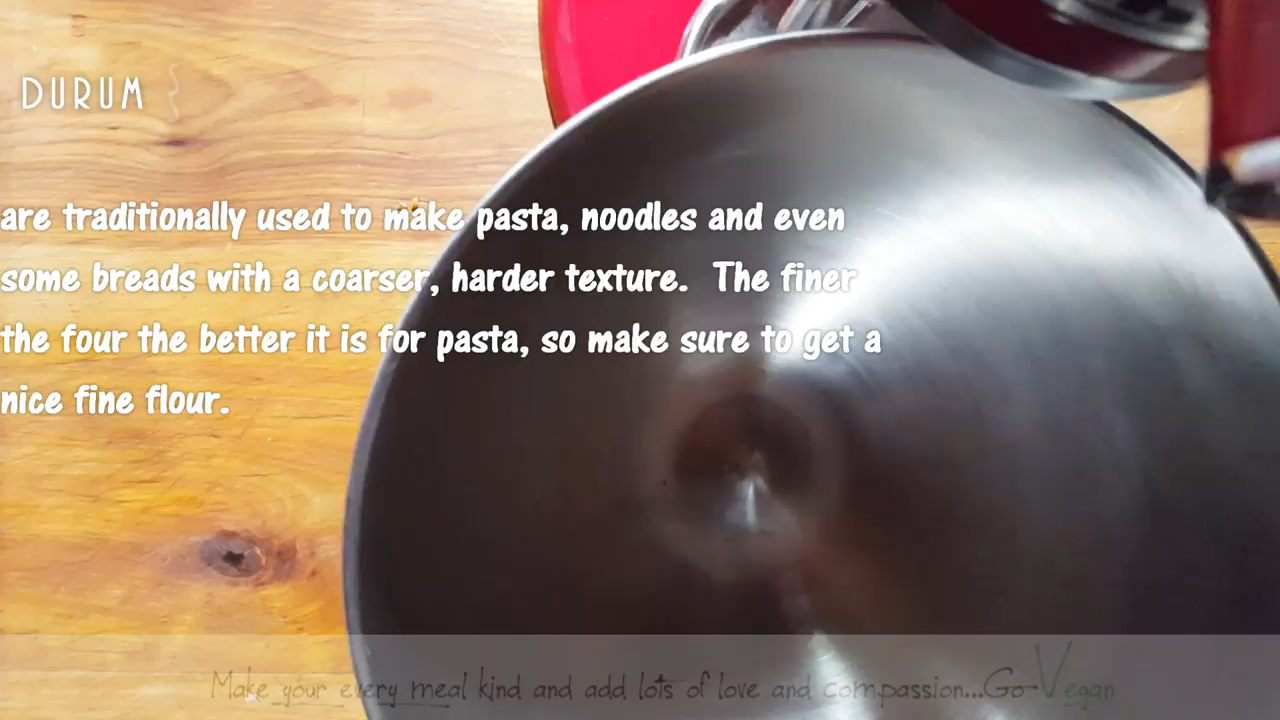 DURUM
are traditionally used to make pasta, noodles and even
some breads with a coarser, harder texture. The finer
the four the better it is for pasta, so make sure to get a
nice fine flour.
Make your every meal kind and add lots of love and compassion...Go Vegan